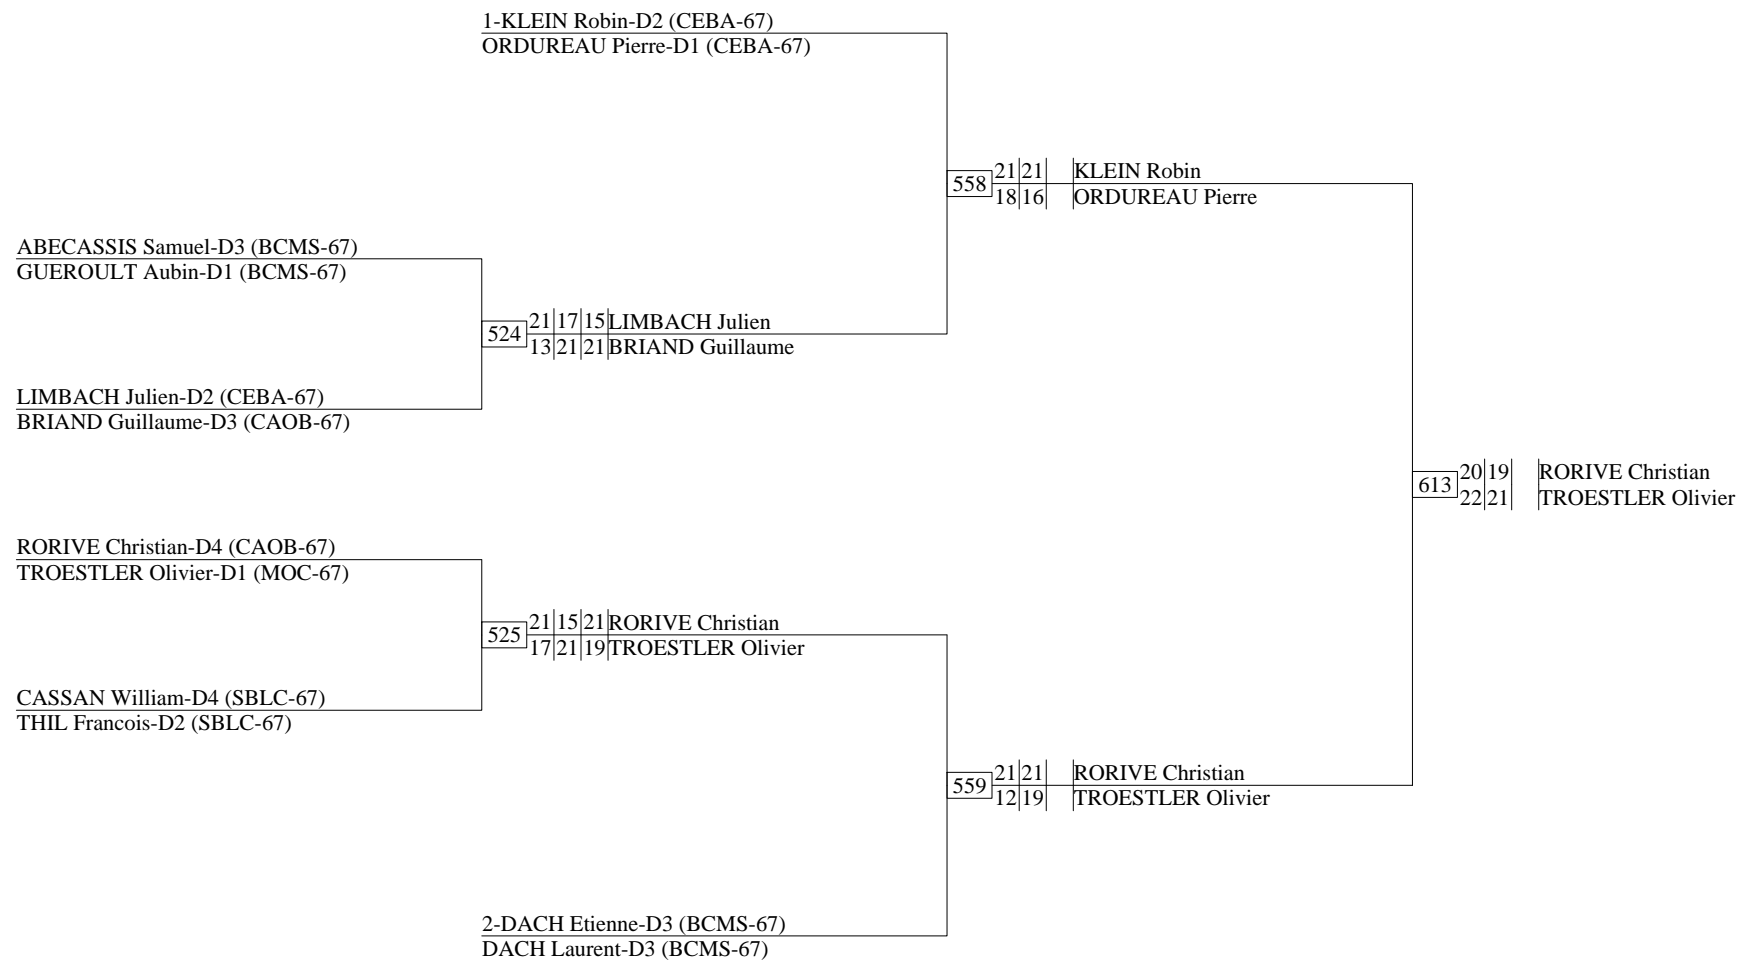 1-KLEIN Robin-D2 (CEBA-67)
ORDUREAU Pierre-D1 (CEBA-67)
558 21 21 KLEIN Robin
18 16 ORDUREAU Pierre
ABECASSIS Samuel-D3 (BCMS-67)
GUEROULT Aubin-D1 (BCMS-67)
524 21 17 15 LIMBACH Julien
13 21 21 BRIAND Guillaume
LIMBACH Julien-D2 (CEBA-67)
BRIAND Guillaume-D3 (CAOB-67)
613 20 19 RORIVE Christian
22 21 TROESTLER Olivier
RORIVE Christian-D4 (CAOB-67)
TROESTLER Olivier-D1 (MOC-67)
525 21 15 21 RORIVE Christian
17 21 19 TROESTLER Olivier
CASSAN William-D4 (SBLC-67)
THIL Francois-D2 (SBLC-67)
559 21 21 RORIVE Christian
12 19 TROESTLER Olivier
2-DACH Etienne-D3 (BCMS-67)
DACH Laurent-D3 (BCMS-67)